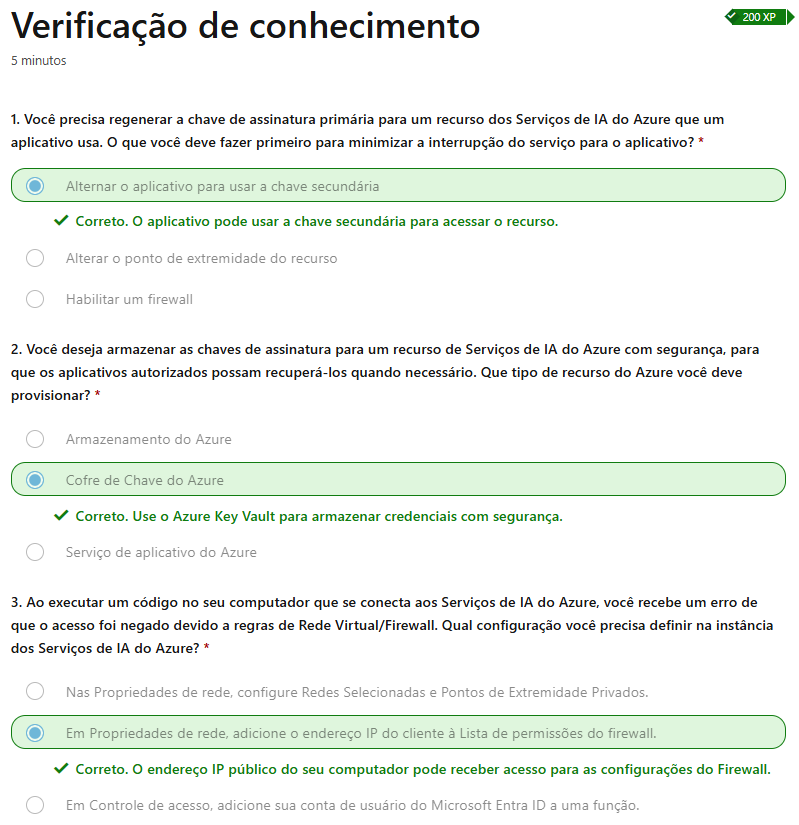 Verificação de conhecimento
200 XP
5 minutos
1. Você precisa regenerar a chave de assinatura primária para um recurso dos Serviços de IA do Azure que um
aplicativo usa. O que você deve fazer primeiro para minimizar a interrupção do serviço para o aplicativo? *
Alternar o aplicativo para usar a chave secundária
Correto. O aplicativo pode usar a chave secundária para acessar o recurso.
Alterar o ponto de extremidade do recurso
Habilitar um firewall
2. Você deseja armazenar as chaves de assinatura para um recurso de Serviços de IA do Azure com segurança, para
que os aplicativos autorizados possam recuperá-los quando necessário. Que tipo de recurso do Azure você deve
provisionar? *
Armazenamento do Azure
Cofre de Chave do Azure
Correto. Use o Azure Key Vault para armazenar credenciais com segurança.
Serviço de aplicativo do Azure
3. Ao executar um código no seu computador que se conecta aos Serviços de IA do Azure, você recebe um erro de
que o acesso foi negado devido a regras de Rede Virtual/Firewall. Qual configuração você precisa definir na instância
dos Serviços de IA do Azure? *
Nas Propriedades de rede, configure Redes Selecionadas e Pontos de Extremidade Privados.
Em Propriedades de rede, adicione o endereço IP do cliente à Lista de permissões do firewall.
Correto. O endereço IP público do seu computador pode receber acesso para as configurações do Firewall.
Em Controle de acesso, adicione sua conta de usuário do Microsoft Entra ID a uma função.